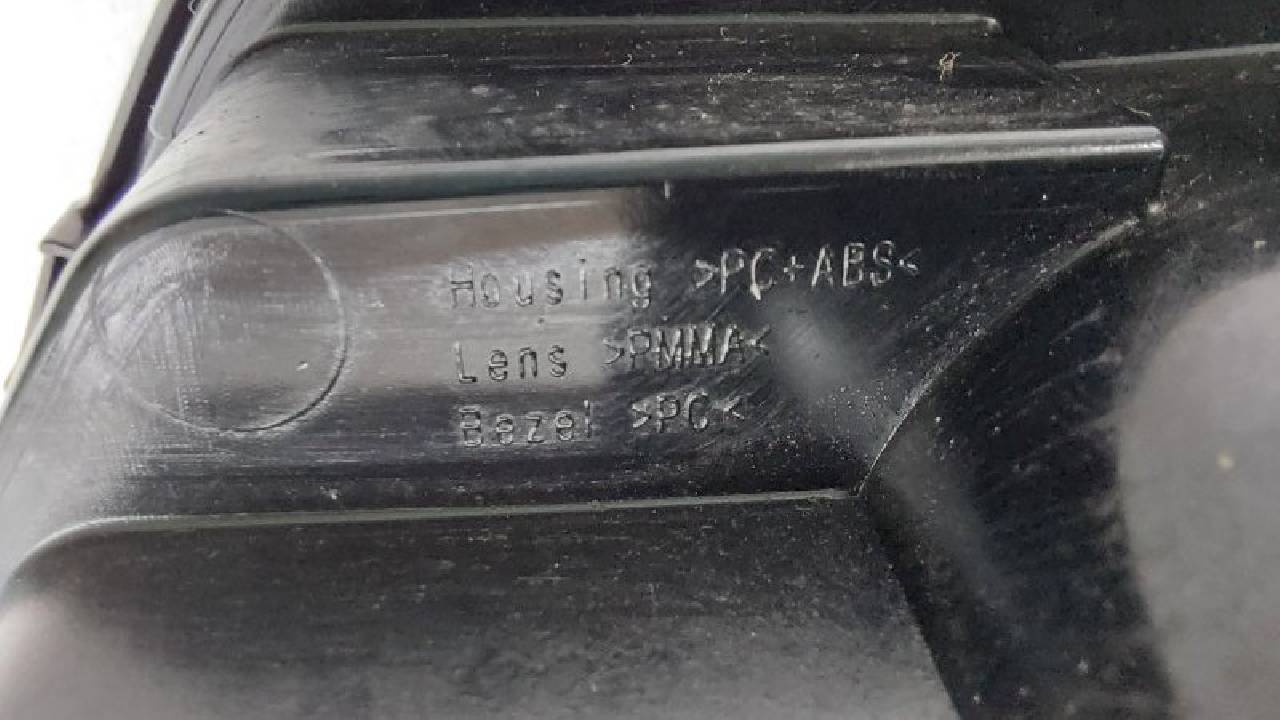 Housing >PC+ABS<
Lens >PMMA<
Bezel >PC<